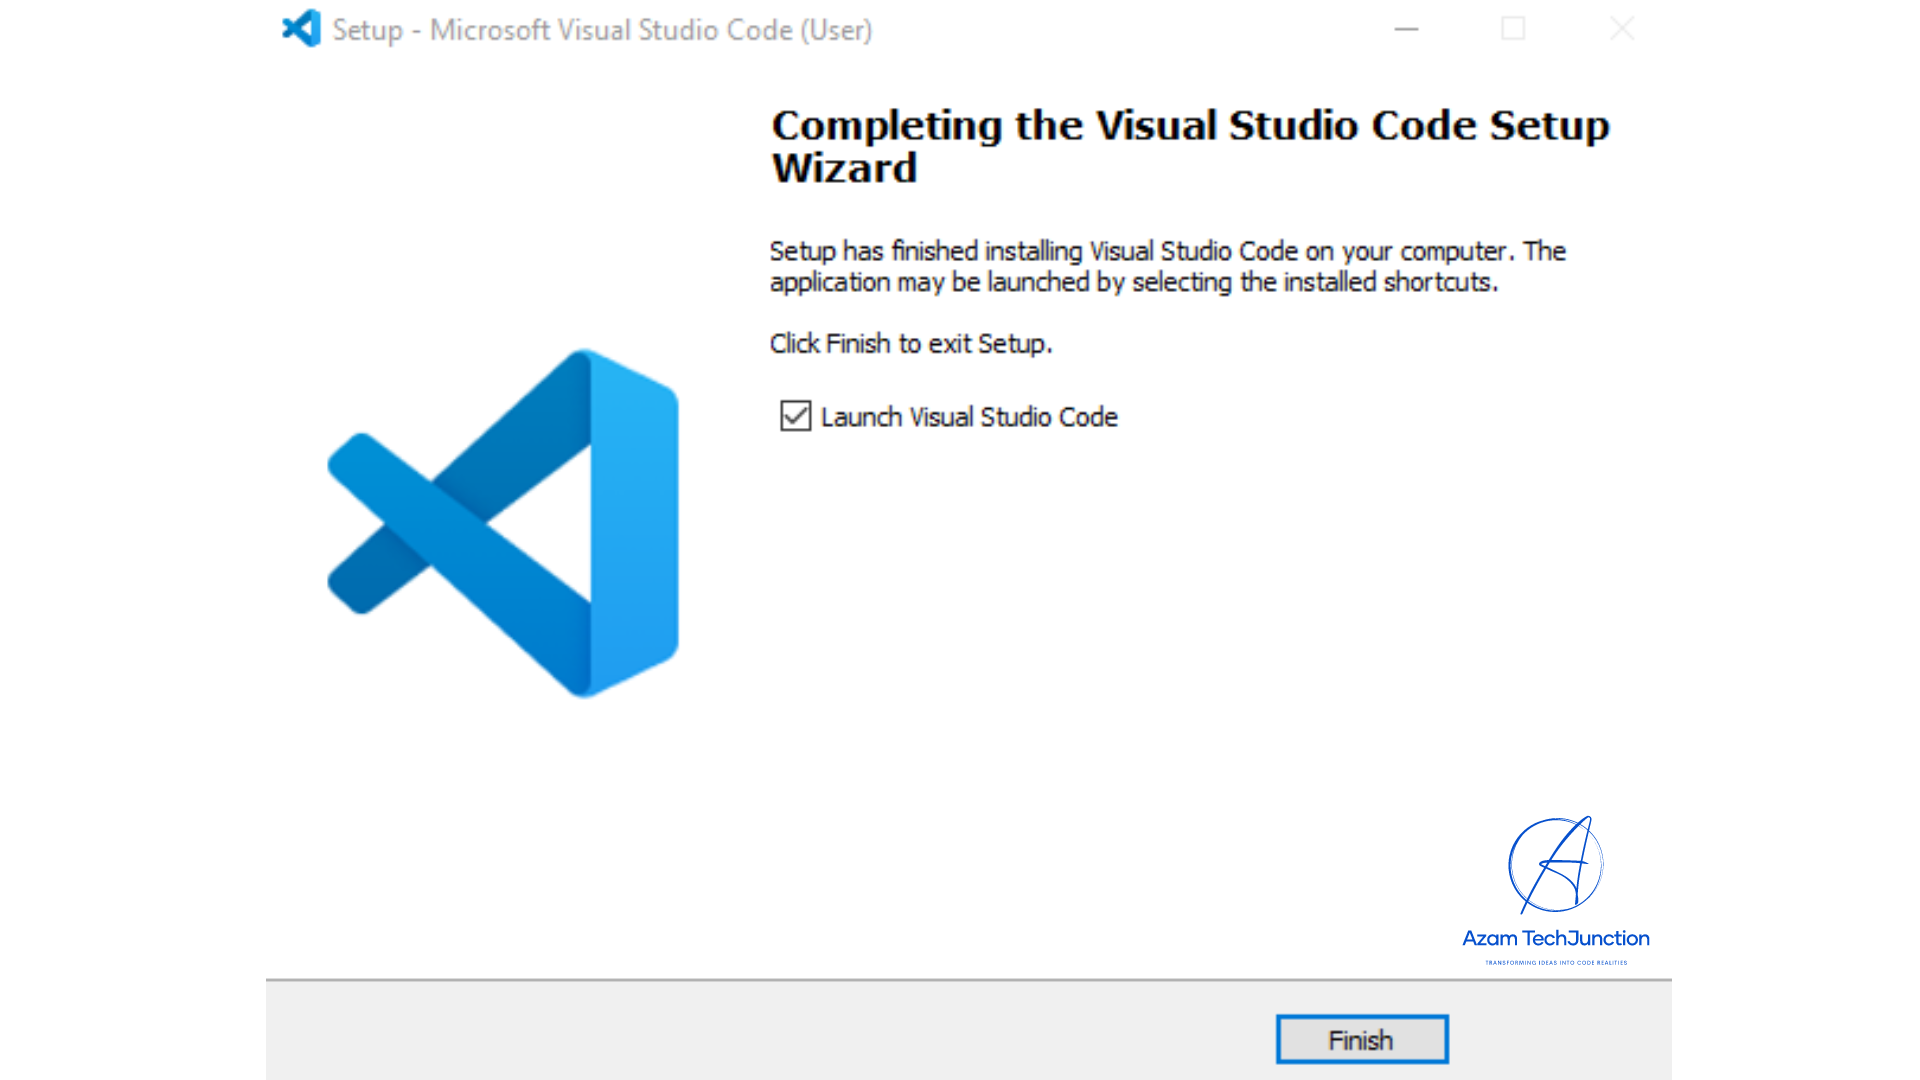 Setup - Microsoft Visual Studio Code (User)
Completing the Visual Studio Code Setup
Wizard
Setup has finished installing Visual Studio Code on your computer. The
application may be launched by selecting the installed shortcuts.
Click Finish to exit Setup.
Launch Visual Studio Code
Azam TechJunction
TRANSFORMING IDEAS INTO CODE REALITIES
Finish